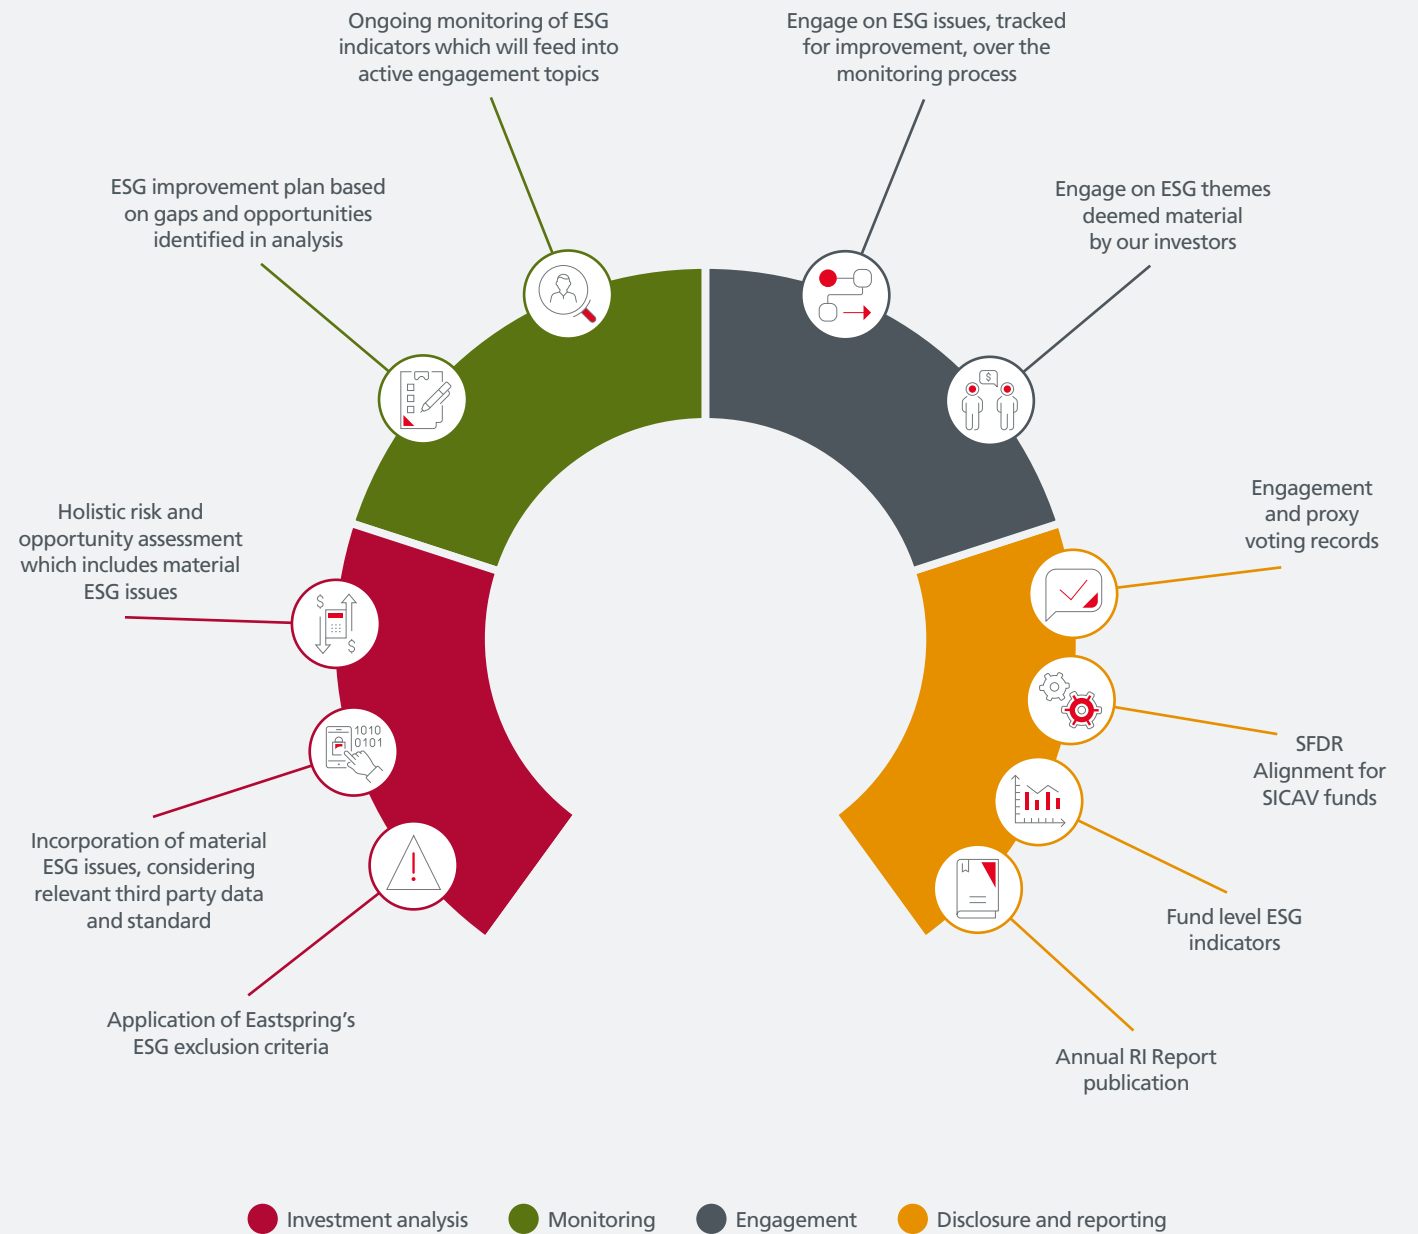 Ongoing monitoring of ESG
indicators which will feed into
active engagement topics
Engage on ESG issues, tracked
for improvement, over the
monitoring process
ESG improvement plan based
on gaps and opportunities
identified in analysis
Engage on ESG themes
deemed material
by our investors
$
Holistic risk and
opportunity assessment
which includes material
ESG issues
$
$
Engagement
and proxy
voting records
Incorporation of material
ESG issues, considering
relevant third party data
and standard
1010
0101
SFDR
Alignment for
SICAV funds
Application of Eastspring’s
ESG exclusion criteria
!
Fund level ESG
indicators
Annual RI Report
publication
Investment analysis
Monitoring
Engagement
Disclosure and reporting